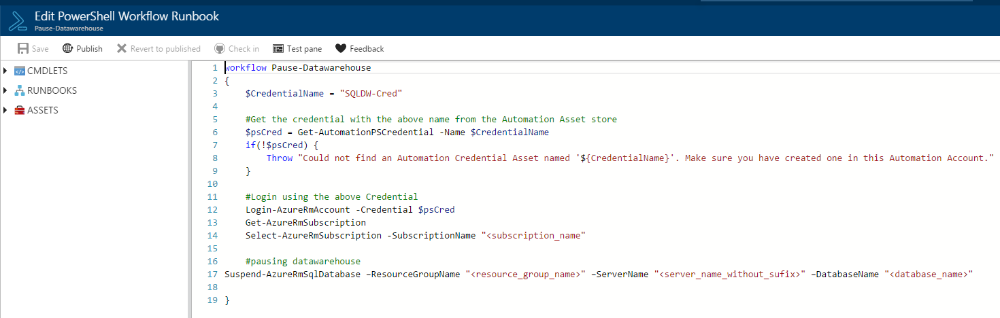 Edit PowerShell Workflow Runbook
Pause-Datawarehouse
Save Publish Revert to published Check in Test pane Feedback
CMDLETS
RUNBOOKS
ASSETS
1 workflow Pause-Datawarehouse
2 {
3     $CredentialName = "SQLDW-Cred"
4
5     #Get the credential with the above name from the Automation Asset store
6     $psCred = Get-AutomationPSCredential -Name $CredentialName
7     if(!$psCred) {
8         Throw "Could not find an Automation Credential Asset named '${CredentialName}'. Make sure you have created one in this Automation Account."
9     }
10
11     #Login using the above Credential
12     Login-AzureRmAccount -Credential $psCred
13     Get-AzureRmSubscription
14     Select-AzureRmSubscription -SubscriptionName "<subscription_name"
15
16     #pausing datawarehouse
17 Suspend-AzureRmSqlDatabase –ResourceGroupName "<resource_group_name>" –ServerName "<server_name_without_sufix>" –DatabaseName "<database_name>"
18
19 }